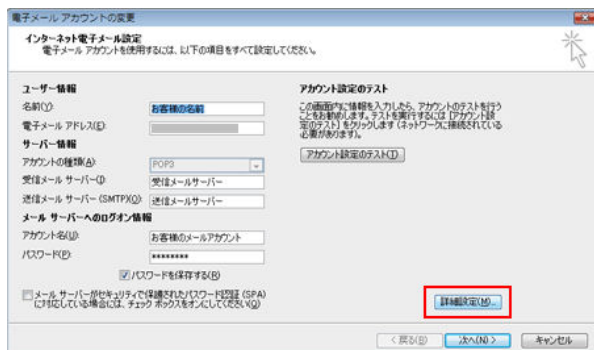 電子メール アカウントの変更
インターネット電子メール設定
電子メール アカウントを使用するには、以下の項目をすべて設定してください。
ユーザー情報
名前(Y):
お客様の名前
電子メール アドレス(E):
サーバー情報
アカウントの種類(A):
POP3
受信メール サーバー(I):
受信メールサーバー
送信メール サーバー (SMTP)(O):
送信メールサーバー
メール サーバーへのログオン情報
アカウント名(U):
お客様のメールアカウント
パスワード(P):
********
パスワードを保存する(R)
メール サーバーがセキュリティで保護されたパスワード認証 (SPA)
に対応している場合には、チェック ボックスをオンにしてください(Q)
アカウント設定のテスト
この画面内に情報を入力したら、アカウントのテストを行う
ことをお勧めします。テストを実行するには [アカウント設
定のテスト] をクリックします (ネットワークに接続されている
必要があります)。
アカウント設定のテスト(T)
詳細設定(M)...
< 戻る(B)
次へ(N) >
キャンセル